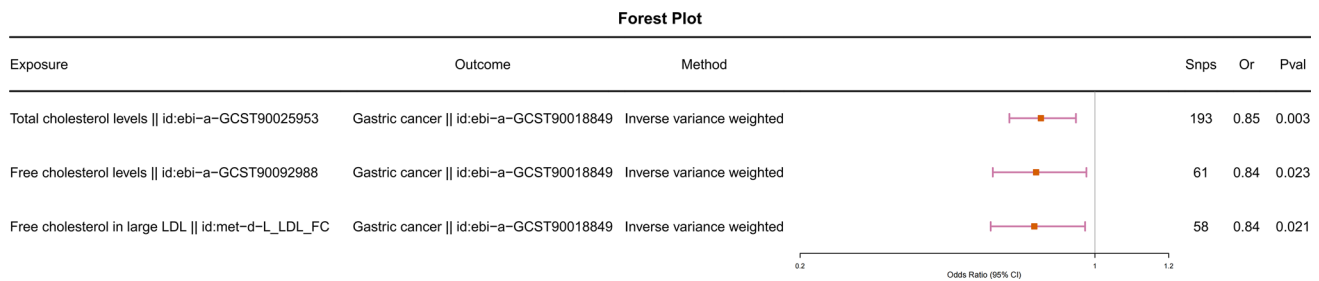 Forest Plot
Exposure Outcome Method Snps Or Pval
Total cholesterol levels || id:ebi−a−GCST90025953 Gastric cancer || id:ebi−a−GCST90018849 Inverse variance weighted 193 0.85 0.003
Free cholesterol levels || id:ebi−a−GCST90092988 Gastric cancer || id:ebi−a−GCST90018849 Inverse variance weighted 61 0.84 0.023
Free cholesterol in large LDL || id:met−d−L_LDL_FC Gastric cancer || id:ebi−a−GCST90018849 Inverse variance weighted 58 0.84 0.021
0.2 1 1.2
Odds Ratio (95% CI)